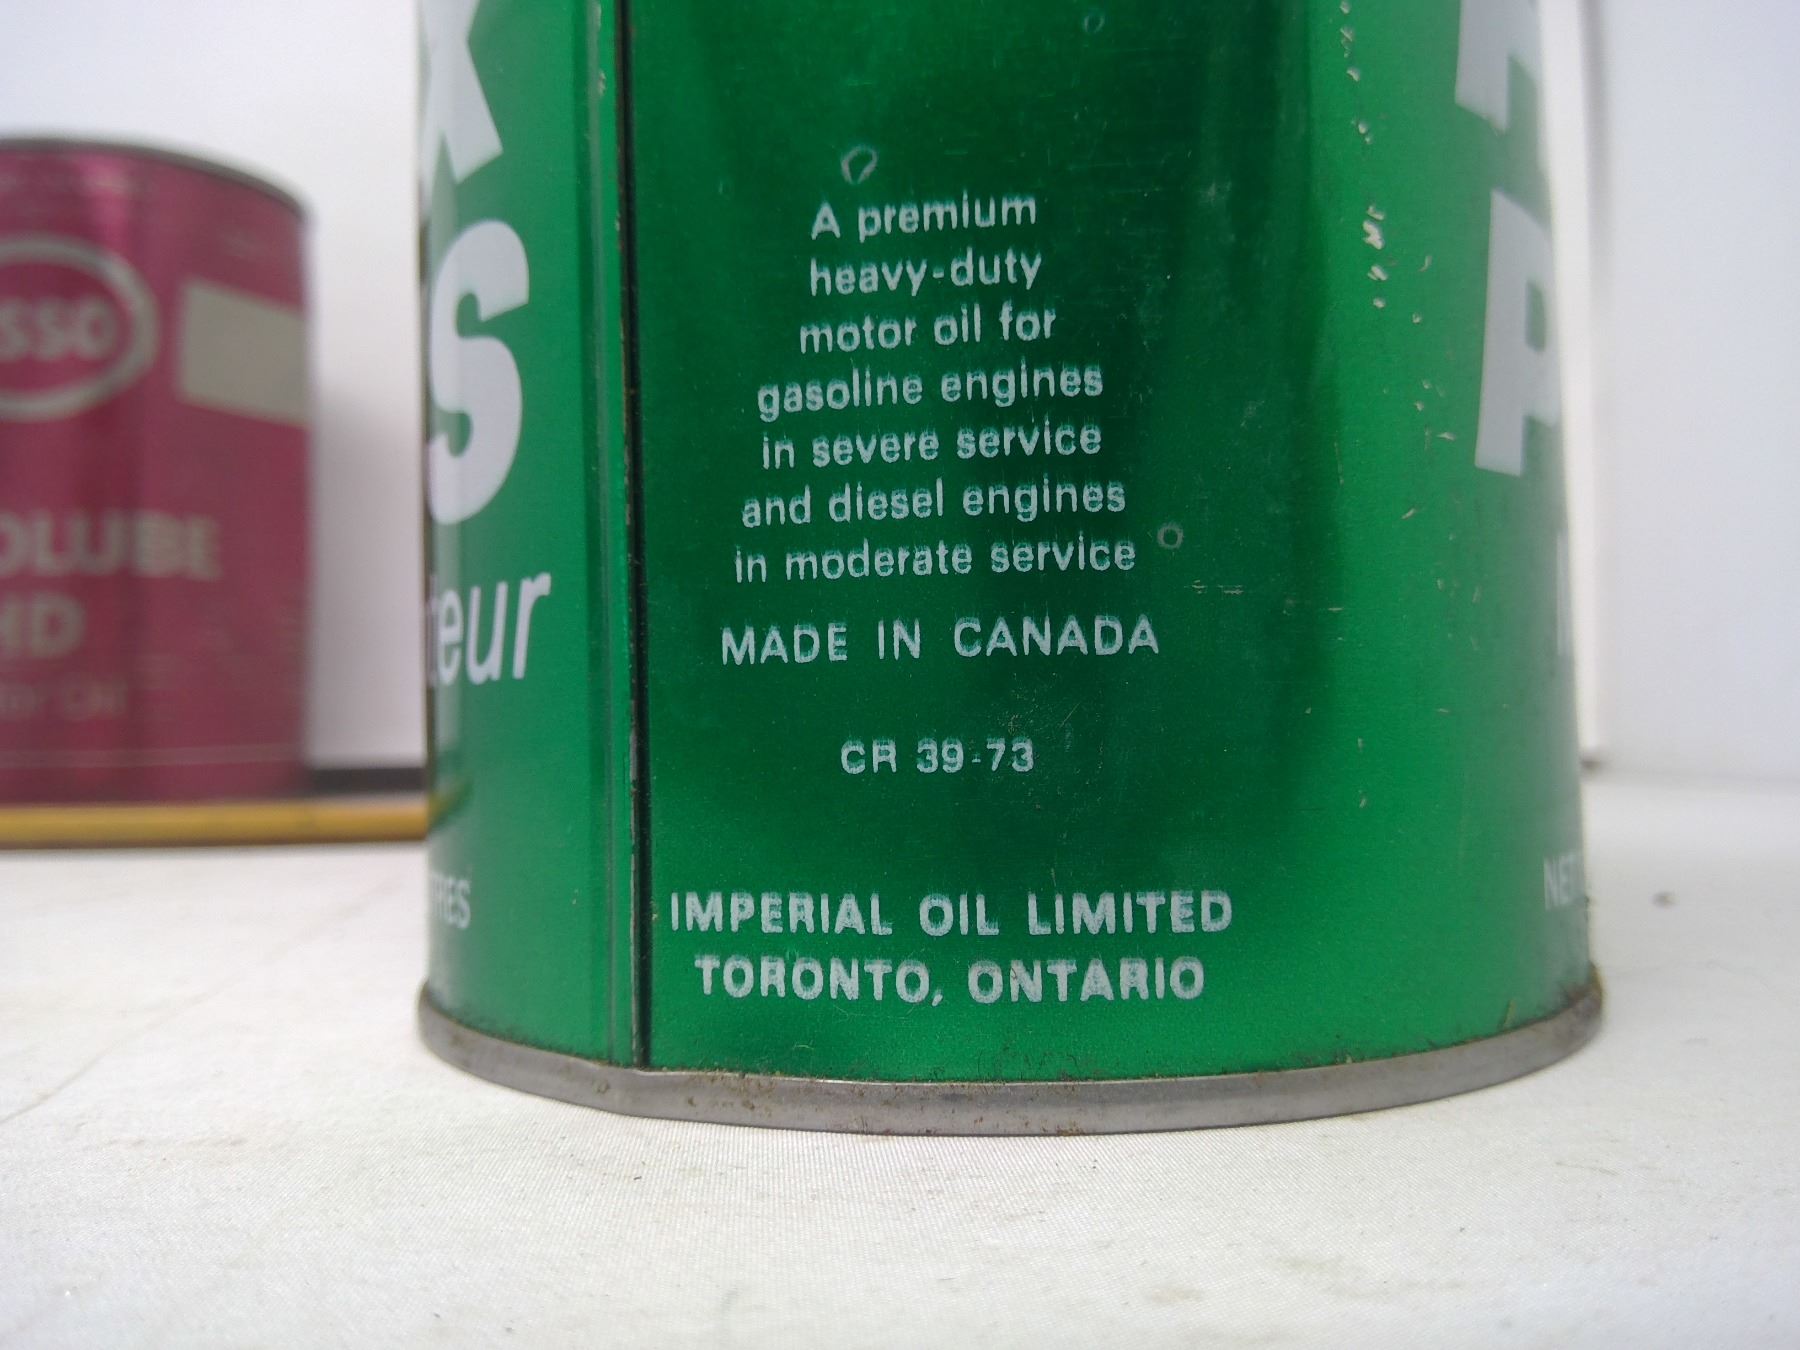 A premium
heavy-duty
motor oil for
gasoline engines
in severe service
and diesel engines
in moderate service
MADE IN CANADA
CR 39-73
IMPERIAL OIL LIMITED
TORONTO, ONTARIO
HD